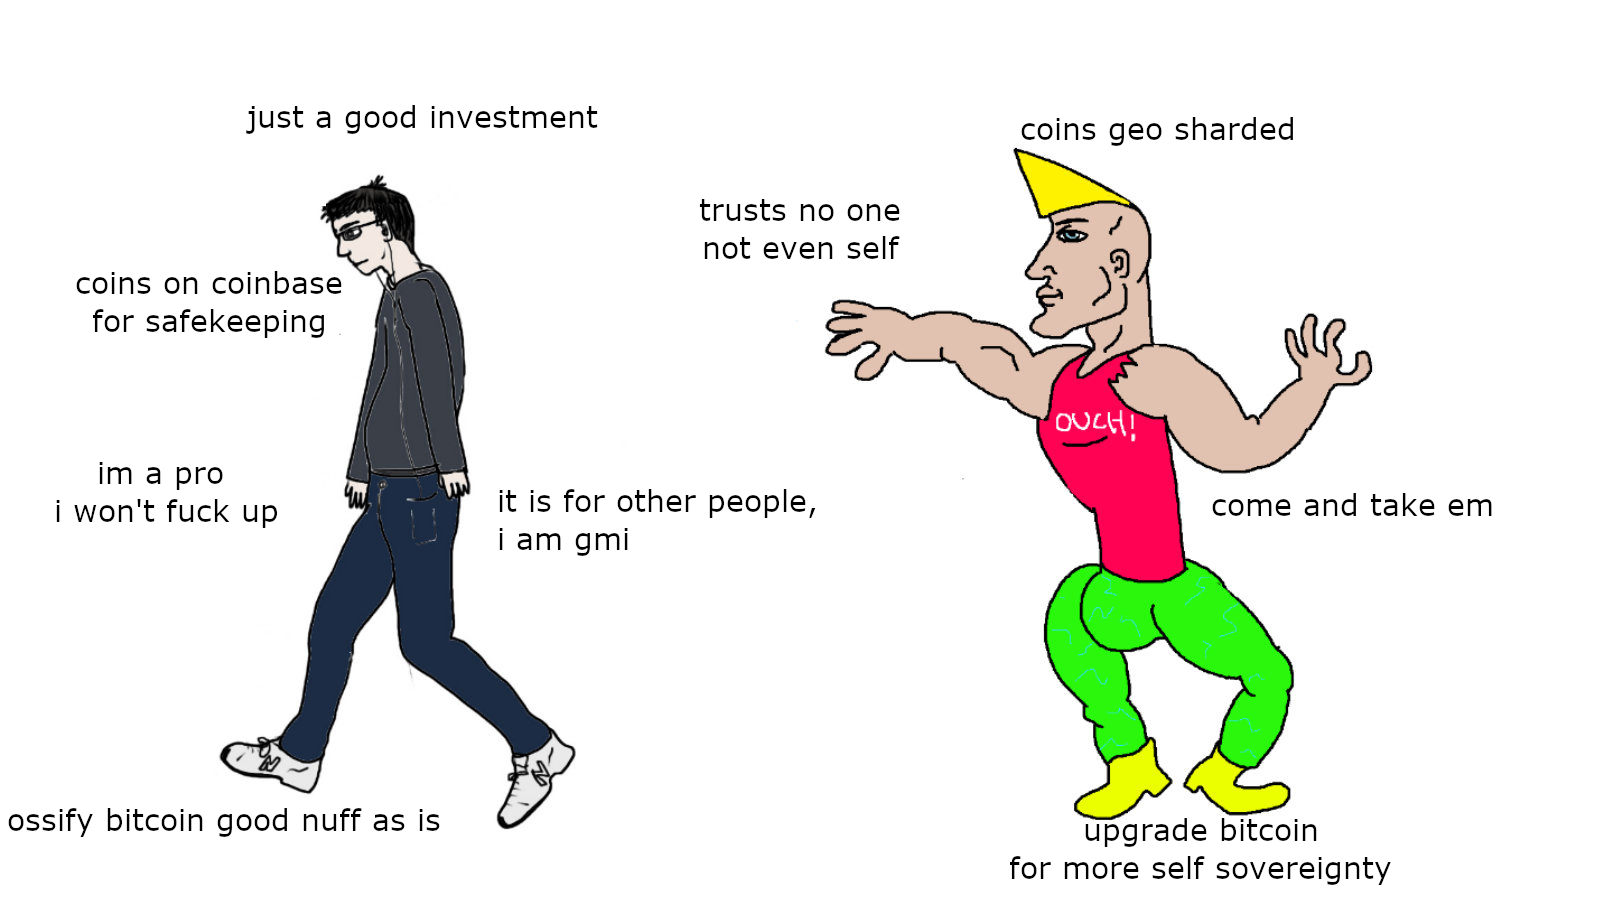 just a good investment
coins on coinbase
for safekeeping
im a pro
i won't fuck up
it is for other people,
i am gmi
ossify bitcoin good nuff as is
coins geo sharded
trusts no one
not even self
OUCH!
come and take em
upgrade bitcoin
for more self sovereignty
N
N